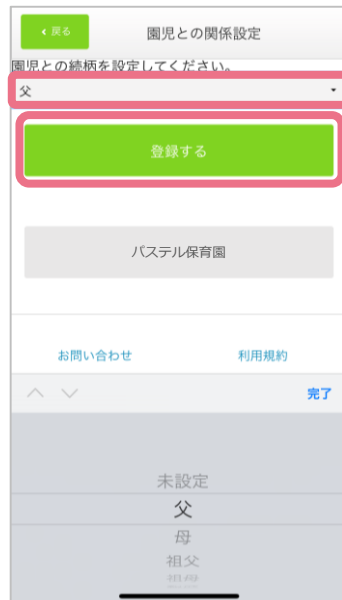 戻る
園児との関係設定
園児との続柄を設定してください。
父
登録する
パステル保育園
お問い合わせ
利用規約
完了
未設定
父
母
祖父
祖母